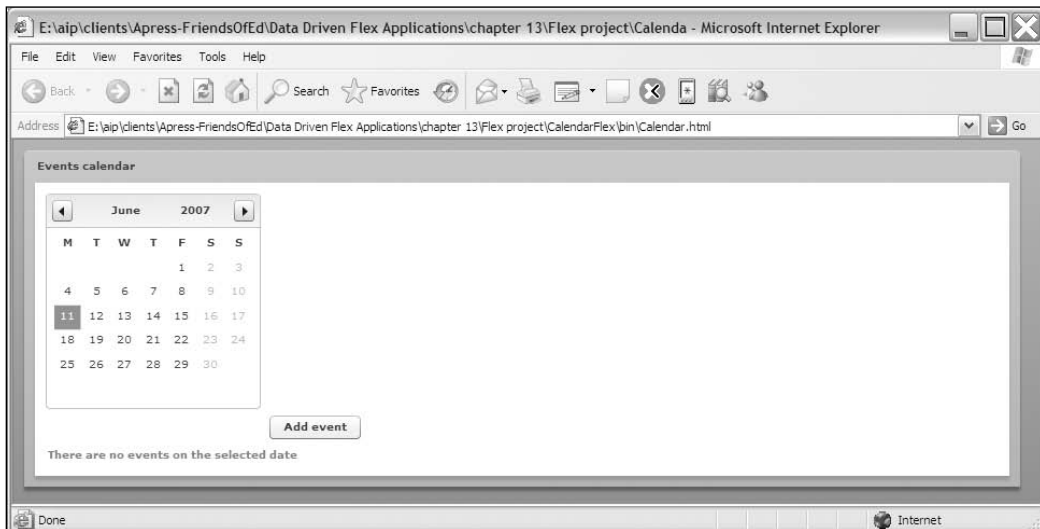 E:\aip\clients\Apress-FriendsOfEd\Data Driven Flex Applications\chapter 13\Flex project\Calenda - Microsoft Internet Explorer
File Edit View Favorites Tools Help
Back Search Favorites
Address E:\aip\clients\Apress-FriendsOfEd\Data Driven Flex Applications\chapter 13\Flex project\CalendarFlex\bin\Calendar.html Go
Events calendar
June 2007
M T W T F S S
1 2 3
4 5 6 7 8 9 10
11 12 13 14 15 16 17
18 19 20 21 22 23 24
25 26 27 28 29 30
Add event
There are no events on the selected date
Done Internet